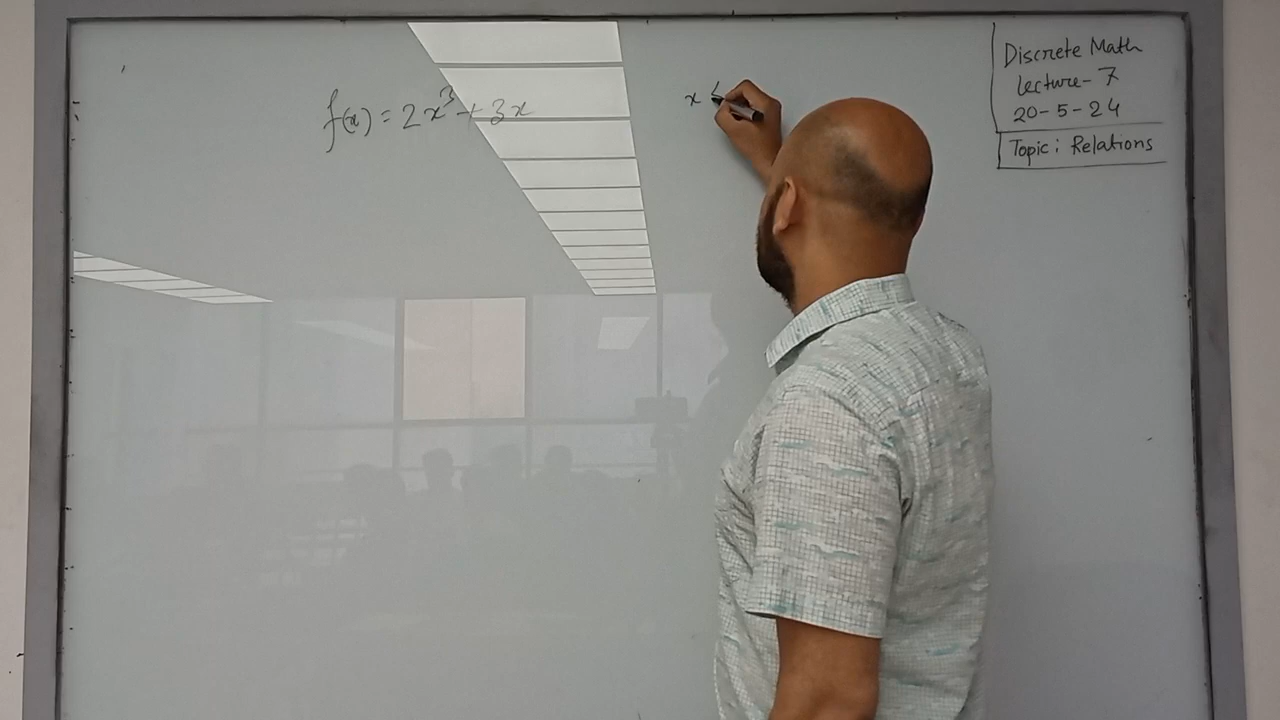 f(x) = 2x³ + 3x
x <
Discrete Math
Lecture- 7
20-5-24
Topic: Relations